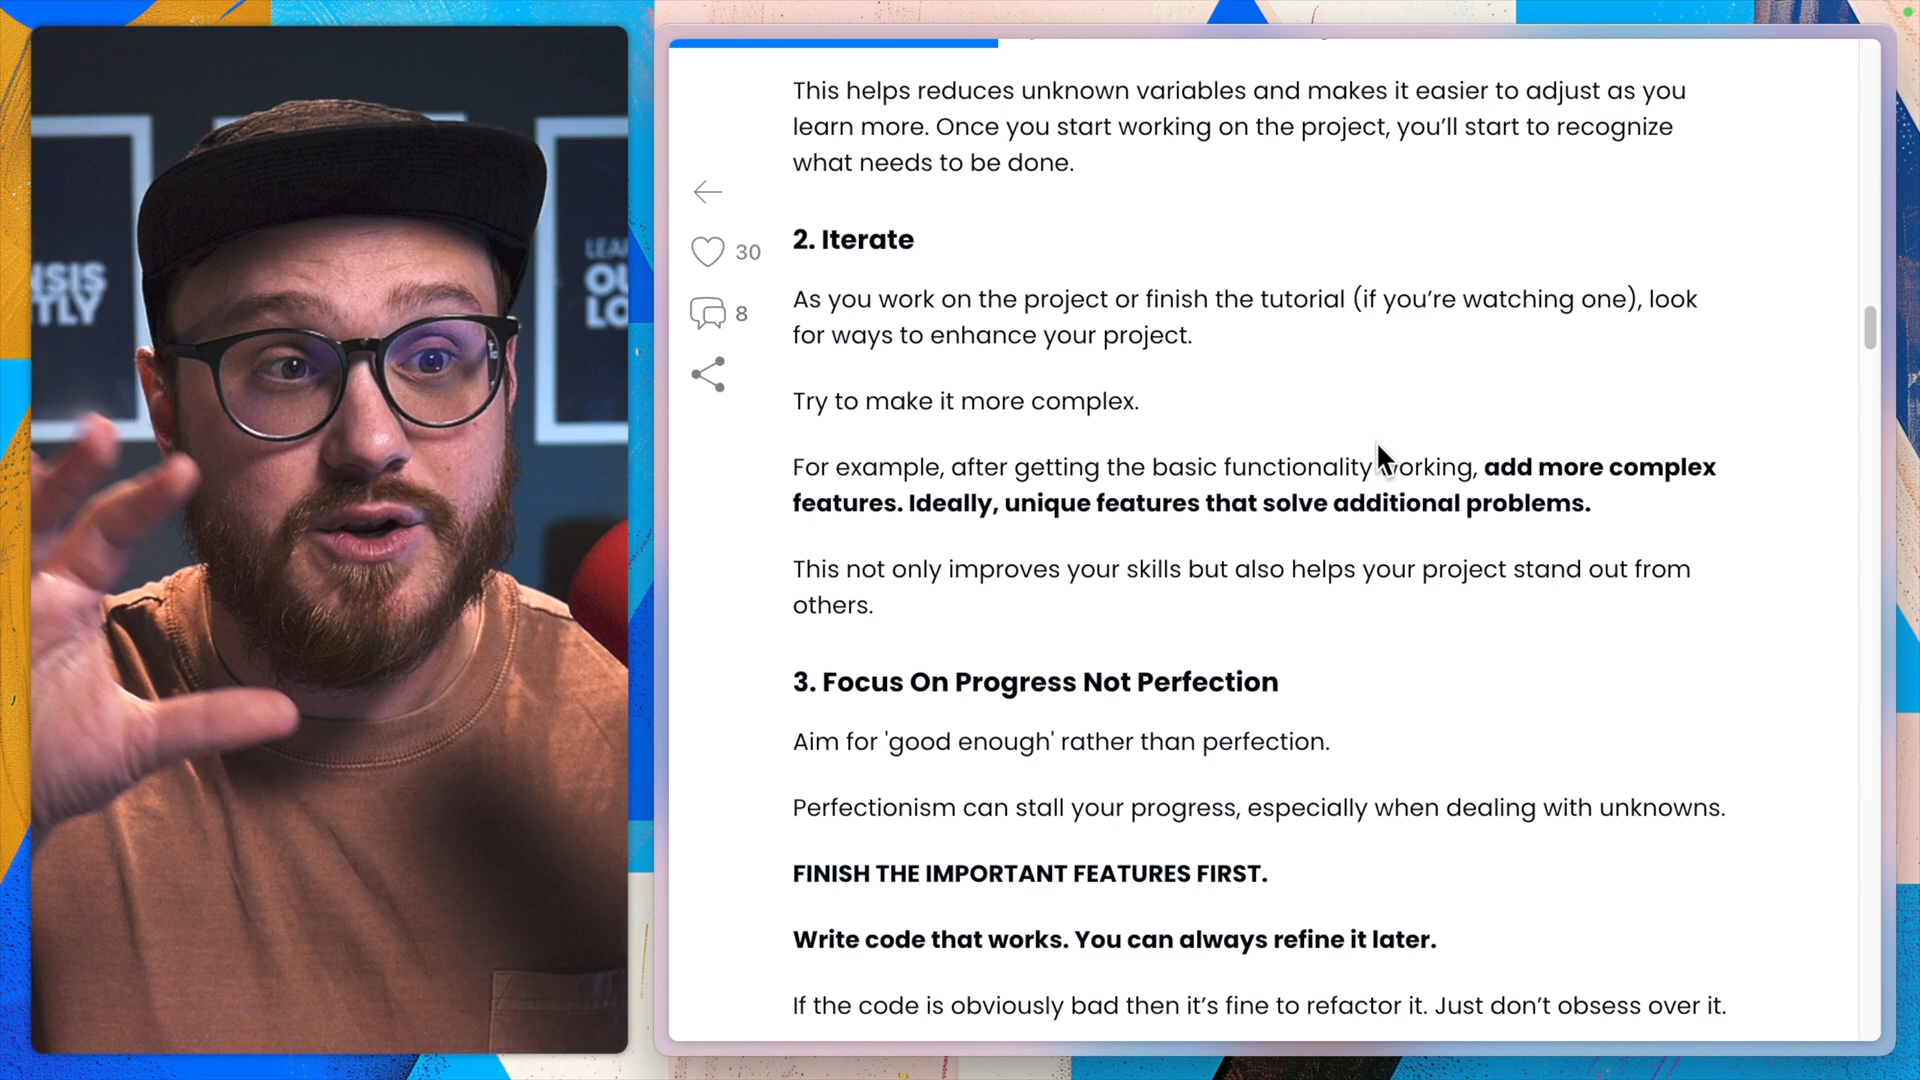 This helps reduces unknown variables and makes it easier to adjust as you
learn more. Once you start working on the project, you’ll start to recognize
what needs to be done.
30
2. Iterate
As you work on the project or finish the tutorial (if you’re watching one), look
8
for ways to enhance your project.
Try to make it more complex.
For example, after getting the basic functionality working, add more complex
features. Ideally, unique features that solve additional problems.
This not only improves your skills but also helps your project stand out from
others.
3. Focus On Progress Not Perfection
Aim for 'good enough' rather than perfection.
Perfectionism can stall your progress, especially when dealing with unknowns.
FINISH THE IMPORTANT FEATURES FIRST.
Write code that works. You can always refine it later.
If the code is obviously bad then it’s fine to refactor it. Just don’t obsess over it.